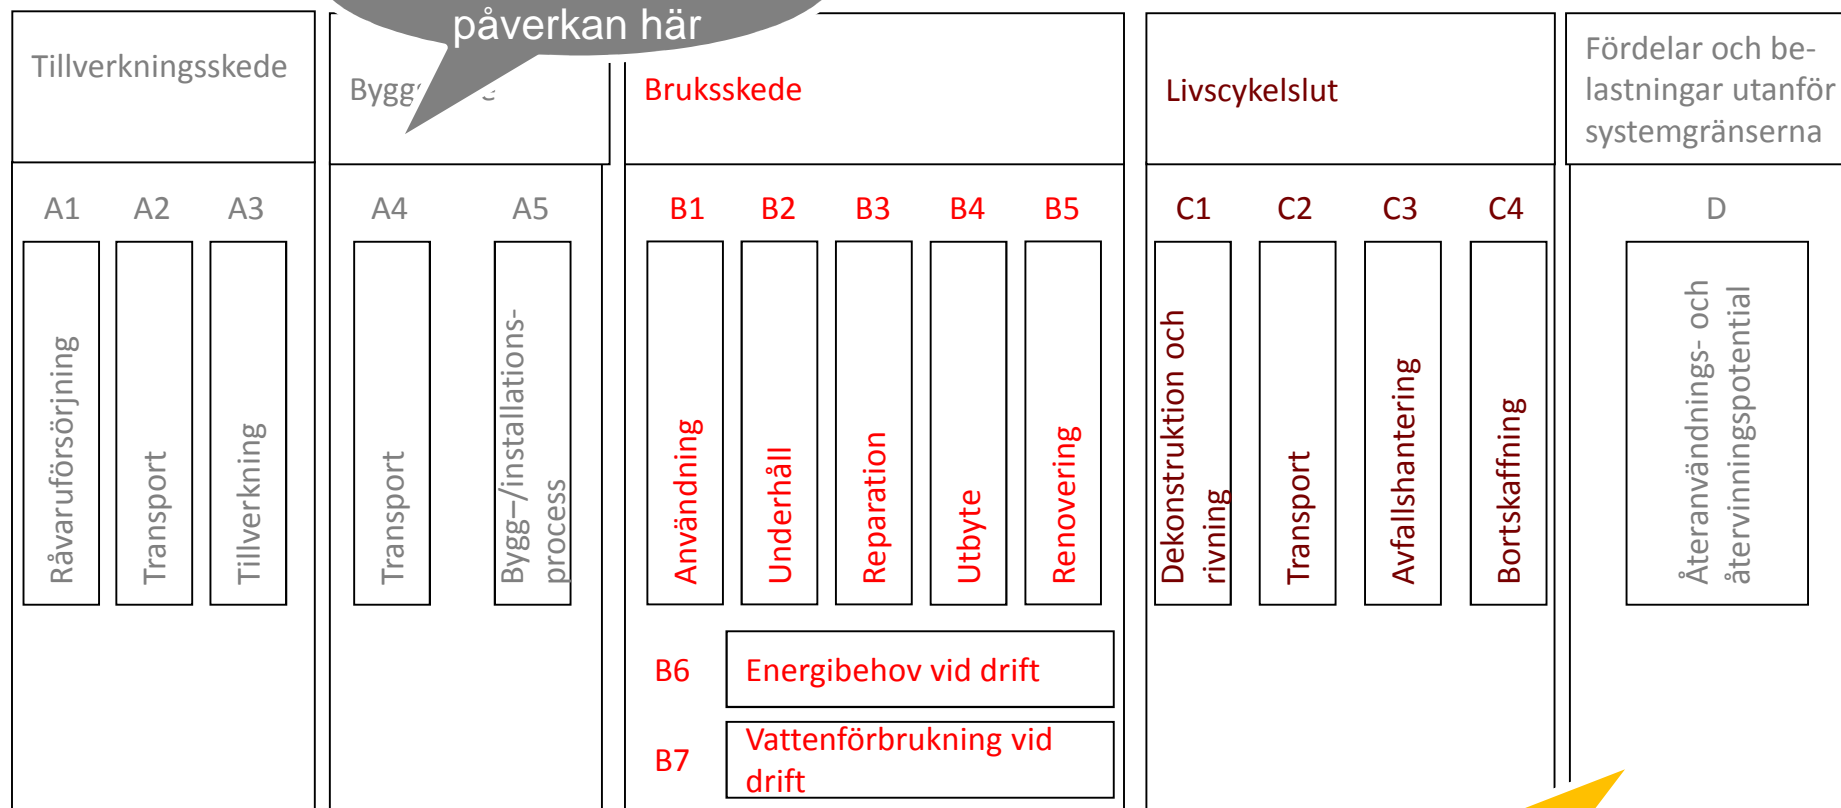 påverkan här
Tillverkningsskede
Bruksskede
Livscykelslut
Fördelar och be-
lastningar utanför
systemgränserna
A1 A2 A3 A4 A5 B1 B2 B3 B4 B5 C1 C2 C3 C4 D
Råvaruförsörjning
Transport
Tillverkning
Transport
Bygg–/installations-
process
Användning
Underhåll
Reparation
Utbyte
Renovering
Dekonstruktion och
rivning
Transport
Avfallshantering
Bortskaffning
Återanvändnings- och
återvinningspotential
B6 Energibehov vid drift
B7 Vattenförbrukning vid
drift